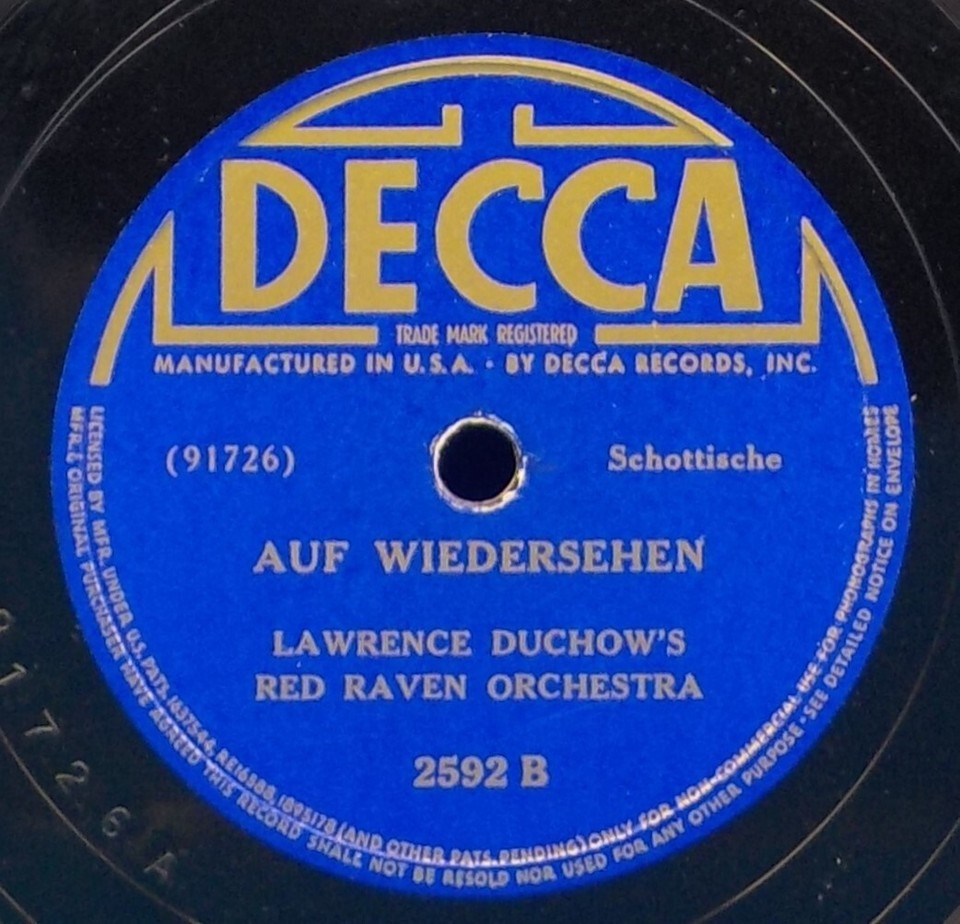 DECCA
TRADE MARK REGISTERED
MANUFACTURED IN U.S.A. · BY DECCA RECORDS, INC.
(91726)
Schottische
AUF WIEDERSEHEN
LAWRENCE DUCHOW'S
RED RAVEN ORCHESTRA
2592 B
LICENSED BY MFR. UNDER U.S. PATS. 1637544, RE16588, 1895178 (AND OTHER PATS. PENDING) ONLY FOR NON-COMMERCIAL USE FOR PHONOGRAPHS IN HOMES
MFR. & ORIGINAL PURCHASER HAVE AGREED THIS RECORD SHALL NOT BE RESOLD NOR USED FOR ANY OTHER PURPOSE · SEE DETAILED NOTICE ON ENVELOPE
91726 A